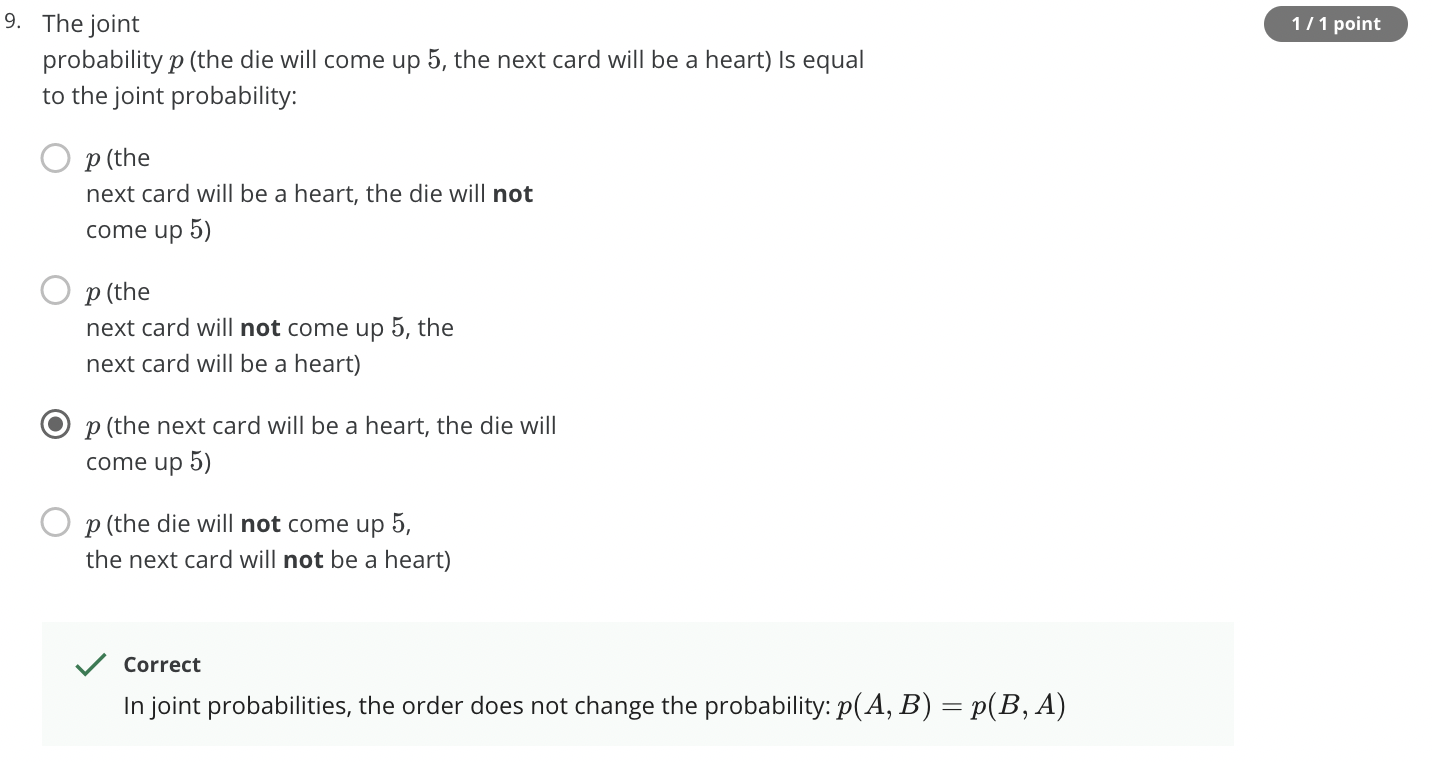 9. The joint
1 / 1 point
probability p (the die will come up 5, the next card will be a heart) Is equal
to the joint probability:
p (the
next card will be a heart, the die will not
come up 5)
p (the
next card will not come up 5, the
next card will be a heart)
p (the next card will be a heart, the die will
come up 5)
p (the die will not come up 5,
the next card will not be a heart)
Correct
In joint probabilities, the order does not change the probability: p(A, B) = p(B, A)